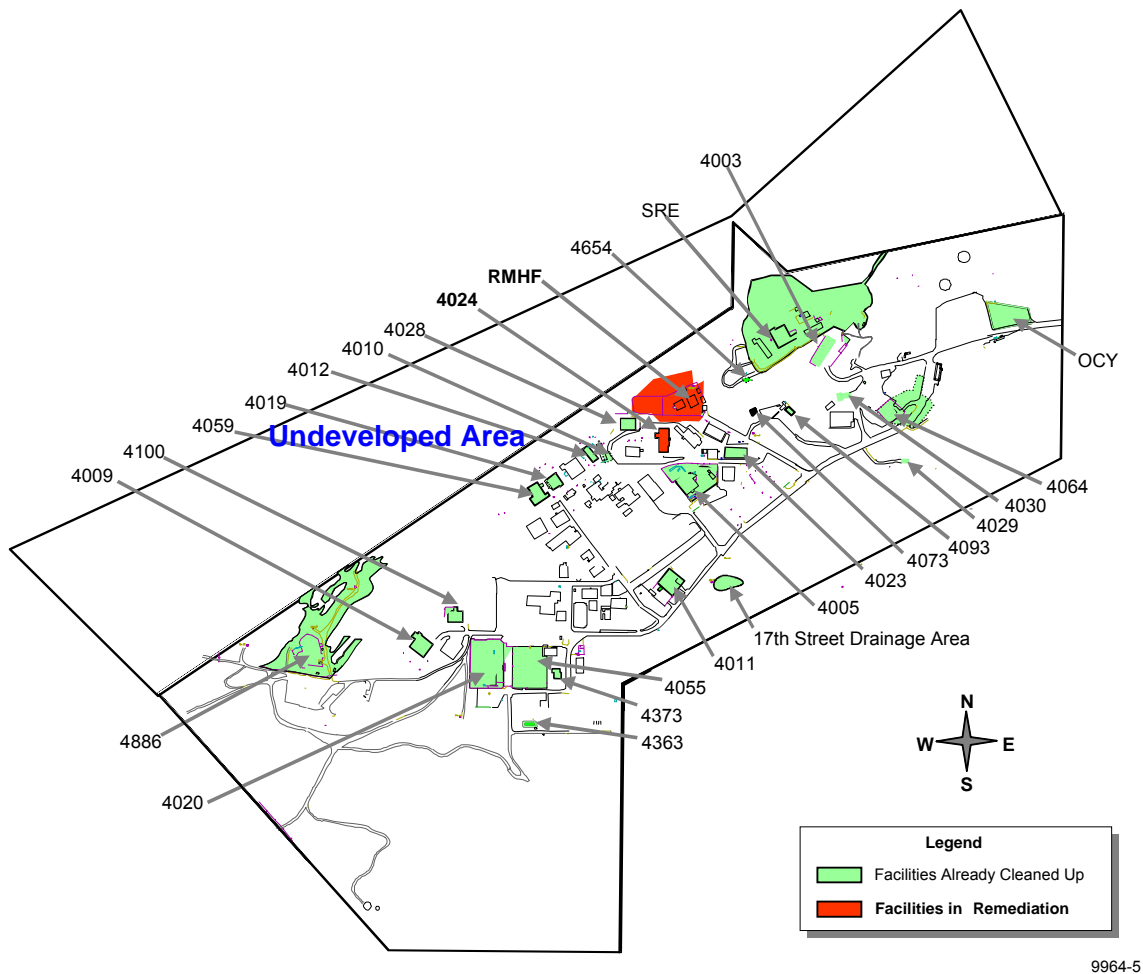 4003
SRE
4654
RMHF
4024
4028
4010
4012
4019
4059
Undeveloped Area
4100
4009
OCY
4064
4030
4029
4093
4073
4023
4005
17th Street Drainage Area
4011
4055
4373
4363
4886
4020
N
W
E
S
Legend
Facilities Already Cleaned Up
Facilities in Remediation
9964-5